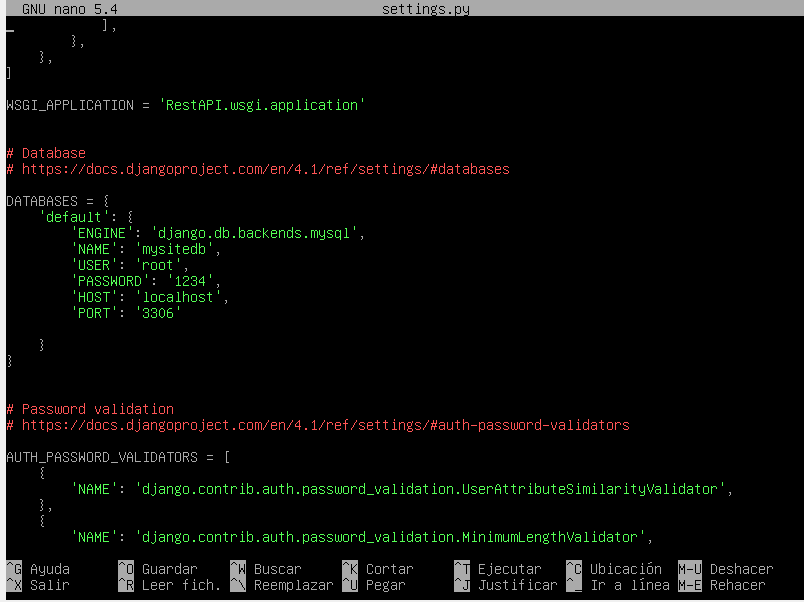 GNU nano 5.4 settings.py
],
},
},
]
WSGI_APPLICATION = 'RestAPI.wsgi.application'
# Database
# https://docs.djangoproject.com/en/4.1/ref/settings/#databases
DATABASES = {
'default': {
'ENGINE': 'django.db.backends.mysql',
'NAME': 'mysitedb',
'USER': 'root',
'PASSWORD': '1234',
'HOST': 'localhost',
'PORT': '3306'
}
}
# Password validation
# https://docs.djangoproject.com/en/4.1/ref/settings/#auth-password-validators
AUTH_PASSWORD_VALIDATORS = [
{
'NAME': 'django.contrib.auth.password_validation.UserAttributeSimilarityValidator',
},
{
'NAME': 'django.contrib.auth.password_validation.MinimumLengthValidator',
^G Ayuda ^O Guardar ^W Buscar ^K Cortar ^T Ejecutar ^C Ubicación M-U Deshacer
^X Salir ^R Leer fich. ^\ Reemplazar ^U Pegar ^J Justificar ^_ Ir a línea M-E Rehacer